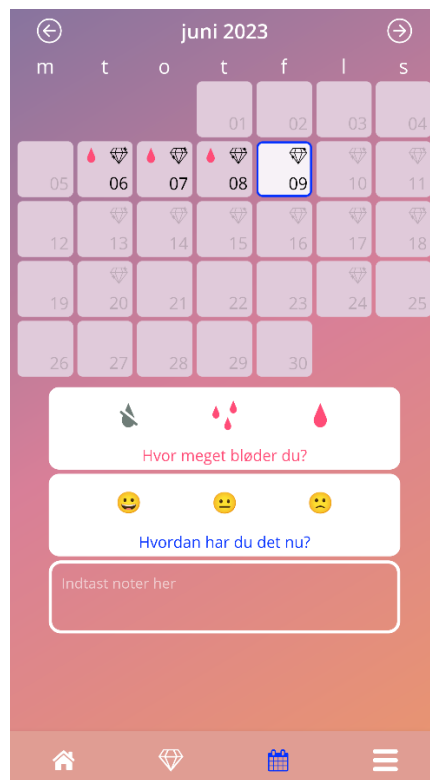 juni 2023
m t o t f l s
01 02 03 04
05 06 07 08 09 10 11
12 13 14 15 16 17 18
19 20 21 22 23 24 25
26 27 28 29 30
Hvor meget bløder du?
Hvordan har du det nu?
Indtast noter her